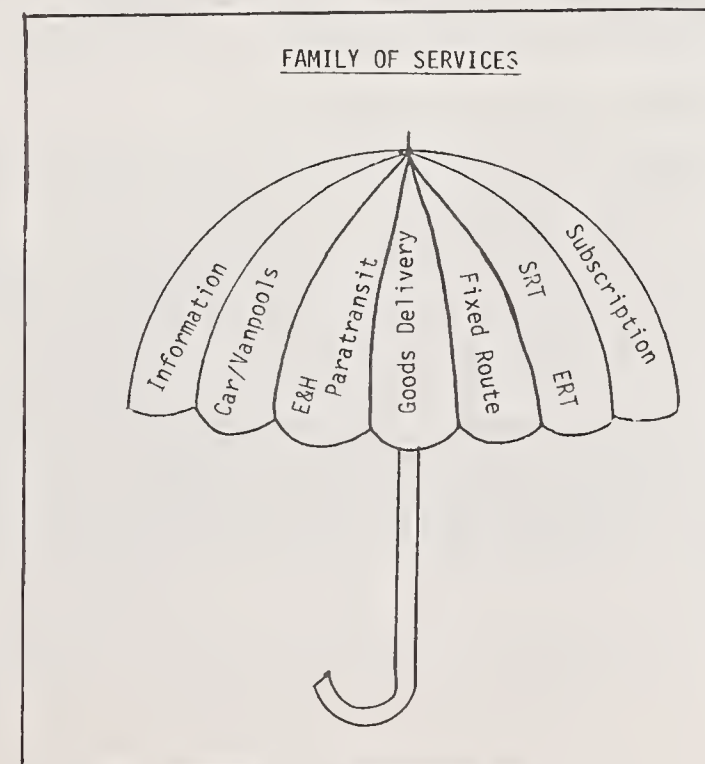 FAMILY OF SERVICES
Information
Car/Vanpools
E&H
Paratransit
Goods Delivery
Fixed Route
SRT
ERT
Subscription